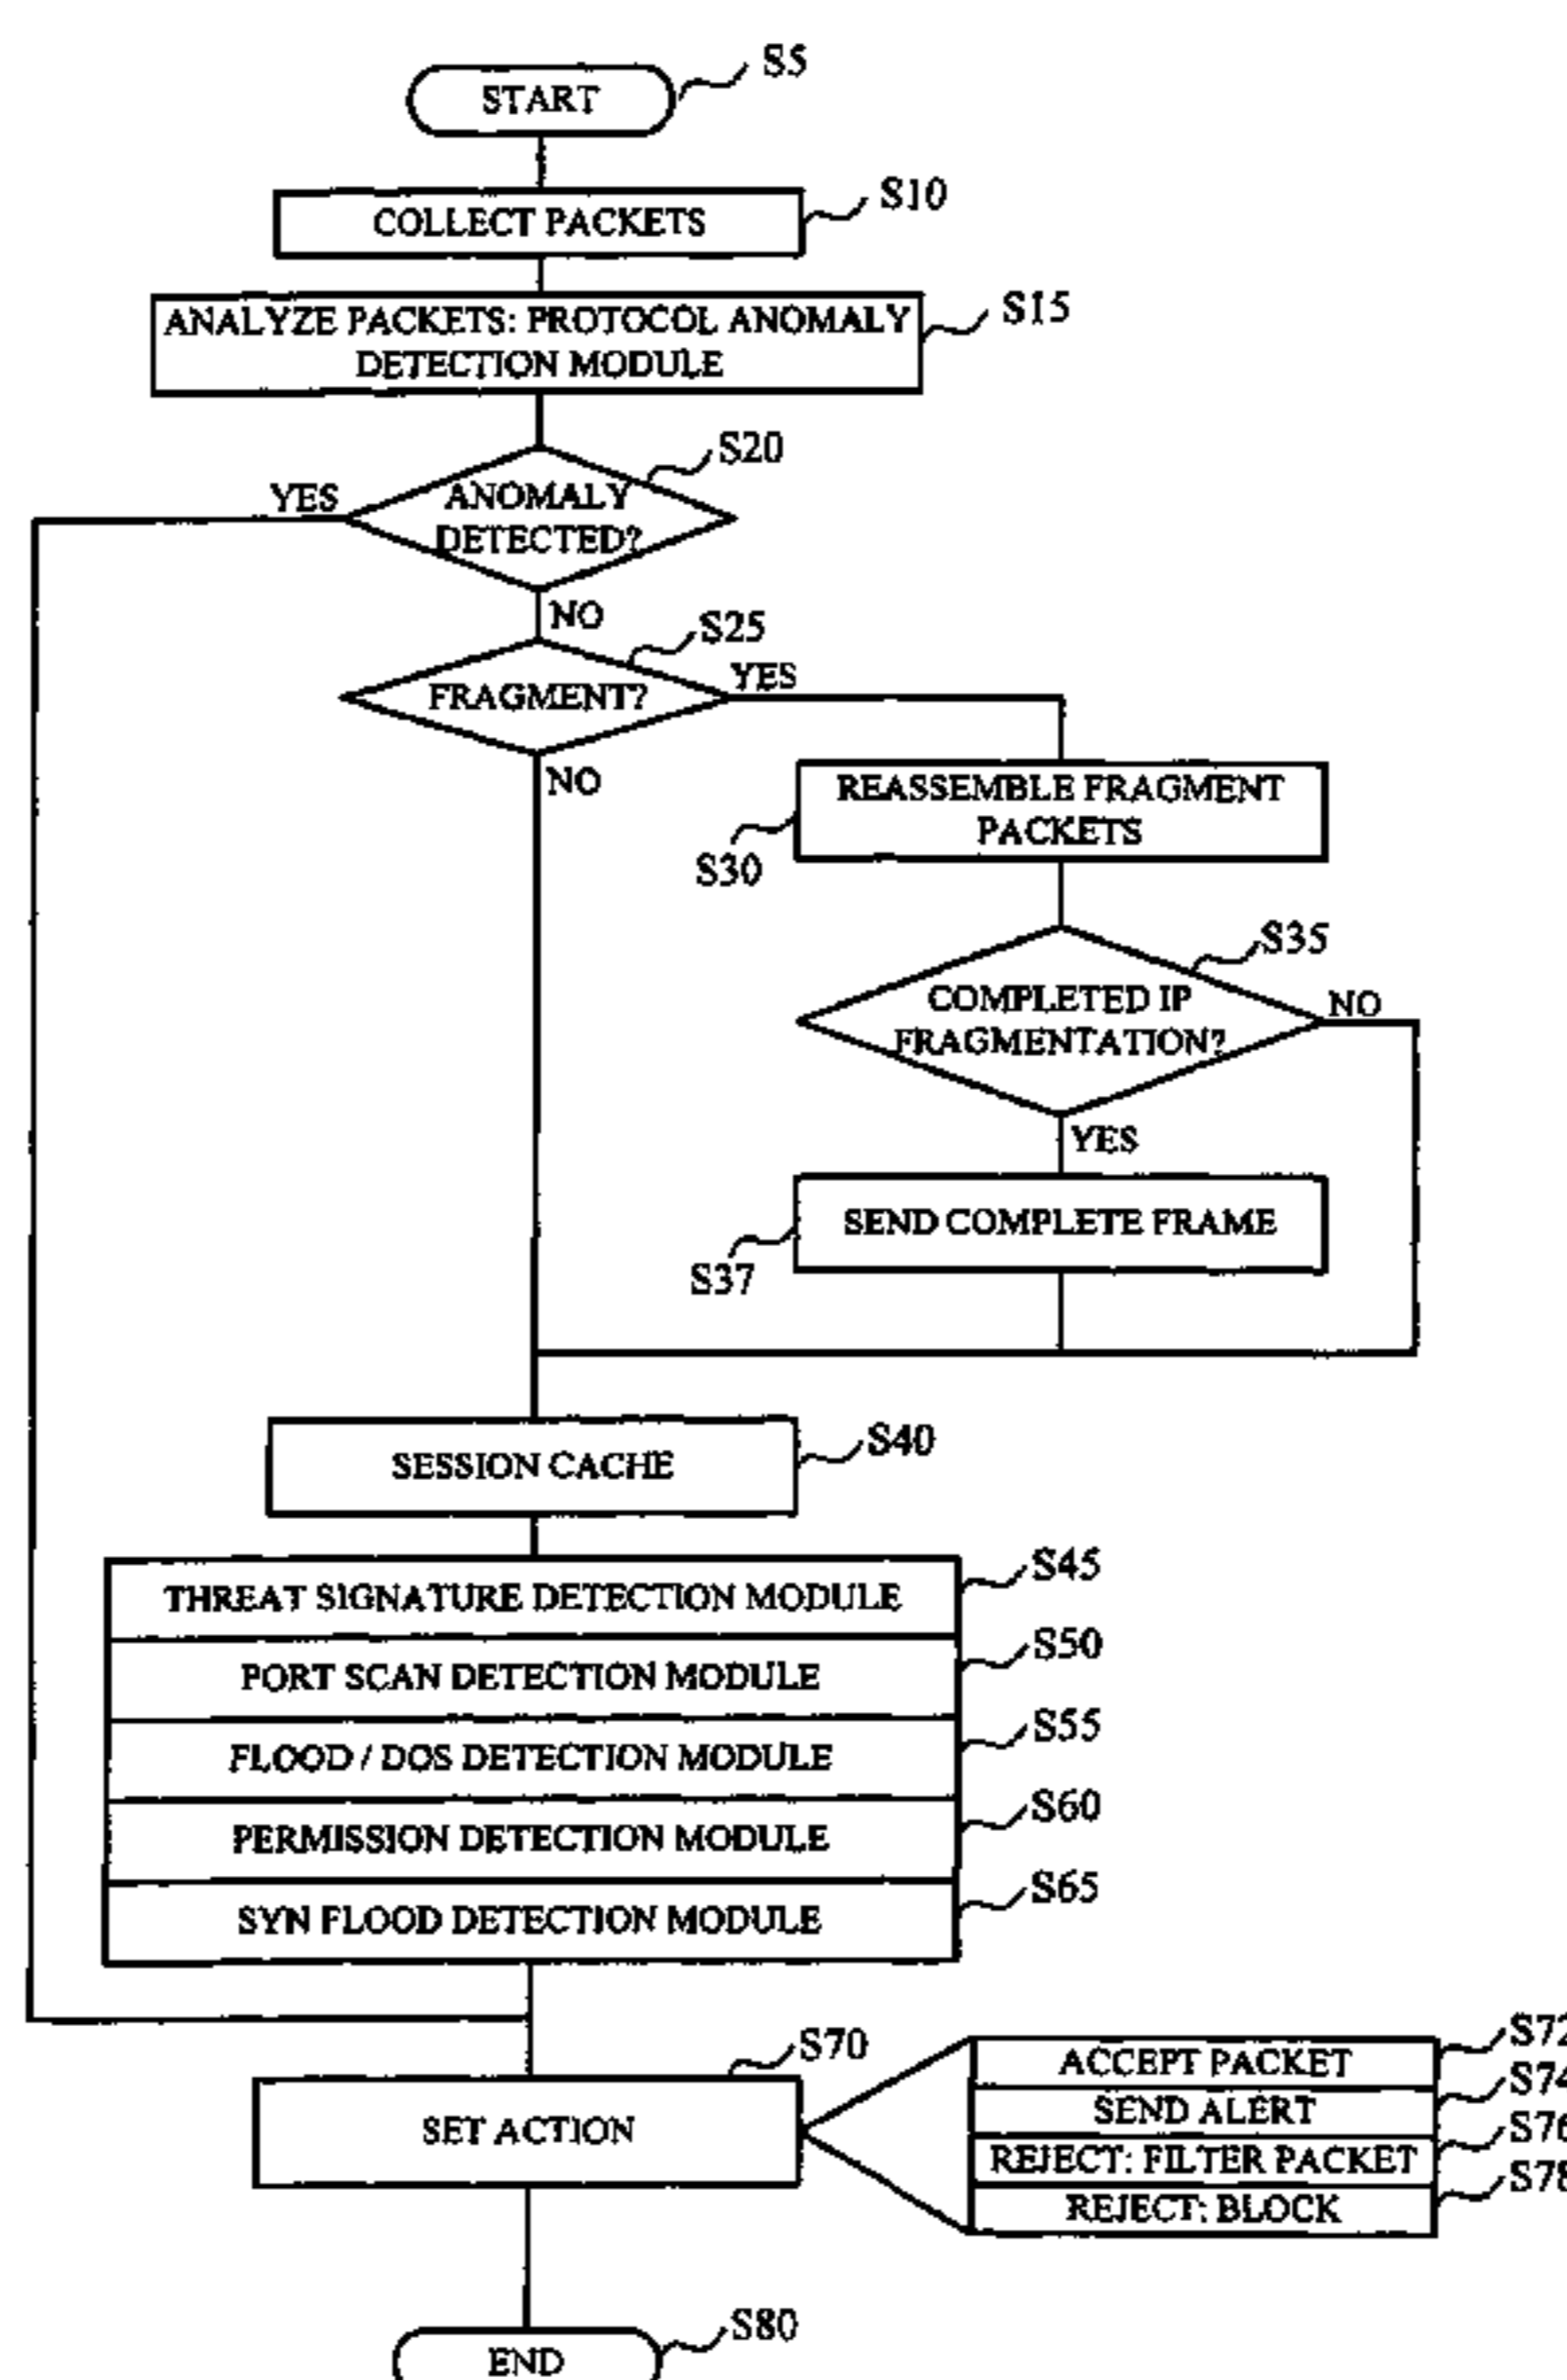 START
S5
COLLECT PACKETS
S10
ANALYZE PACKETS: PROTOCOL ANOMALY
DETECTION MODULE
S15
ANOMALY
DETECTED?
S20
YES
NO
FRAGMENT?
S25
YES
NO
REASSEMBLE FRAGMENT
PACKETS
S30
COMPLETED IP
FRAGMENTATION?
S35
NO
YES
SEND COMPLETE FRAME
S37
SESSION CACHE
S40
THREAT SIGNATURE DETECTION MODULE
S45
PORT SCAN DETECTION MODULE
S50
FLOOD / DOS DETECTION MODULE
S55
PERMISSION DETECTION MODULE
S60
SYN FLOOD DETECTION MODULE
S65
SET ACTION
S70
ACCEPT PACKET
S72
SEND ALERT
S74
REJECT: FILTER PACKET
S76
REJECT: BLOCK
S78
END
S80